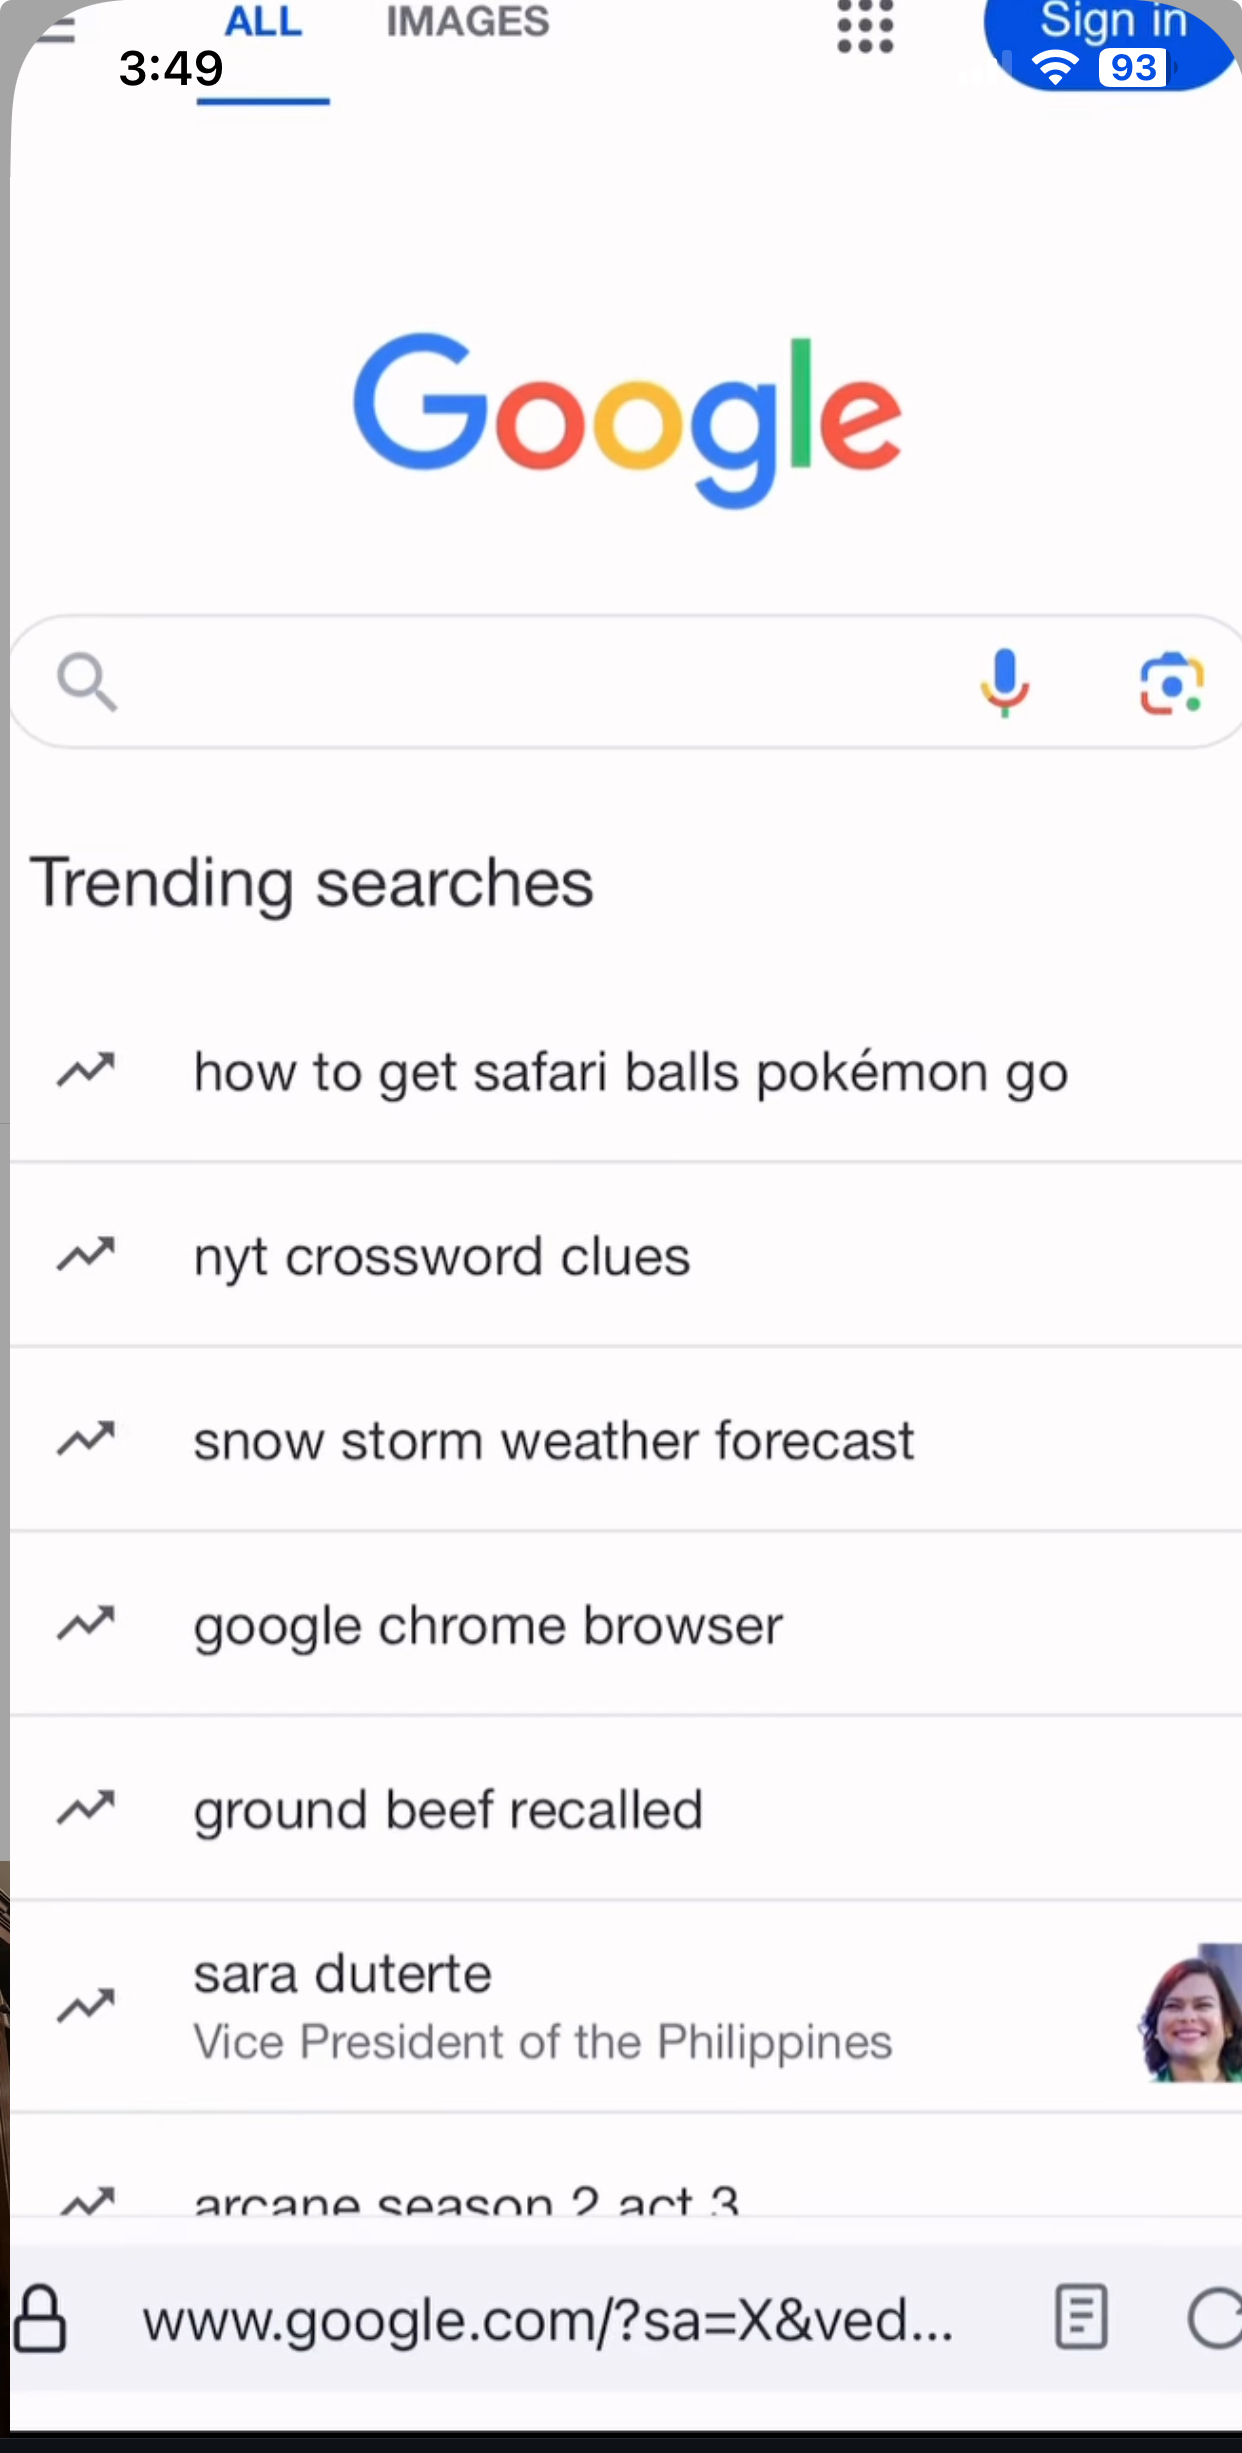 ALL IMAGES Sign in
3:49 93
Google
Trending searches
how to get safari balls pokémon go
nyt crossword clues
snow storm weather forecast
google chrome browser
ground beef recalled
sara duterte
Vice President of the Philippines
arcane season 2 act 3
www.google.com/?sa=X&ved...